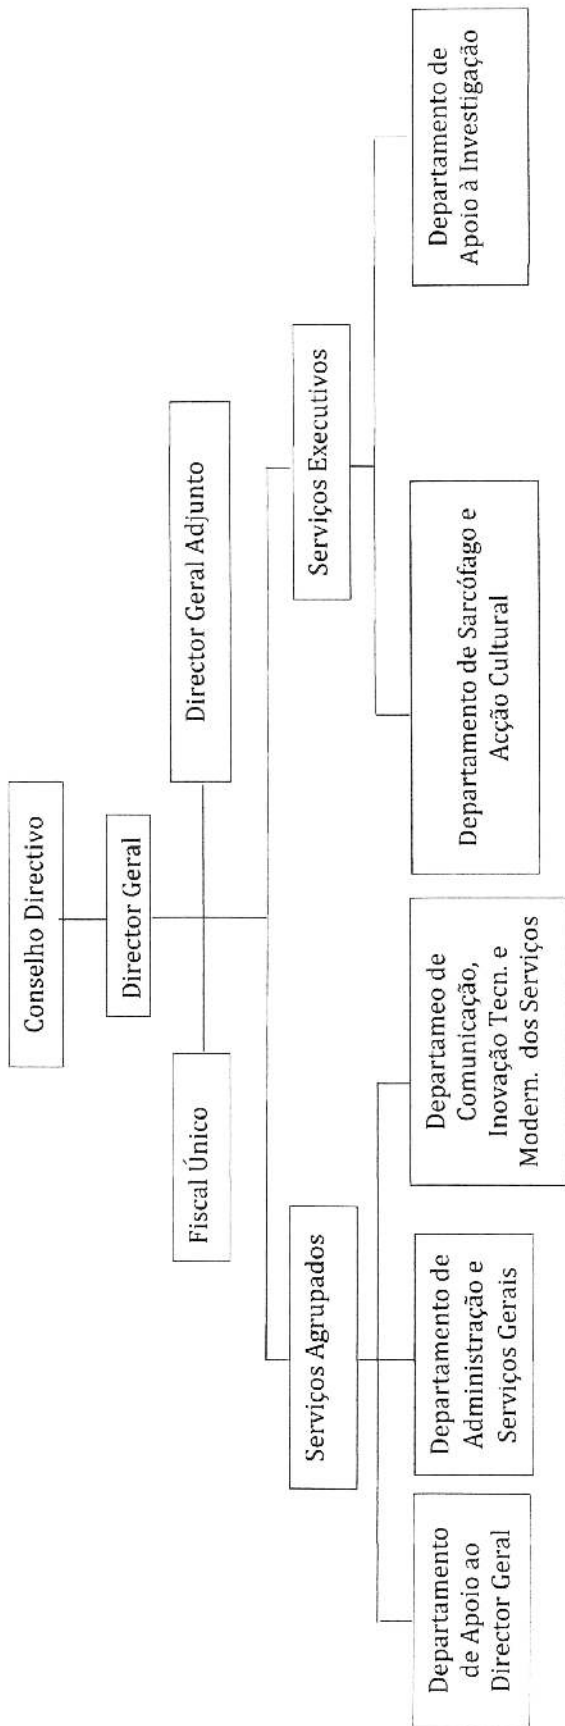 Conselho Directivo
Director Geral
Fiscal Único
Director Geral Adjunto
Serviços Agrupados
Serviços Executivos
Departamento
de Apoio ao
Director Geral
Departamento de
Administração e
Serviços Gerais
Departameo de
Comunicação,
Inovação Tecn. e
Modern. dos Serviços
Departamento de Sarcófago e
Acção Cultural
Departamento de
Apoio à Investigação